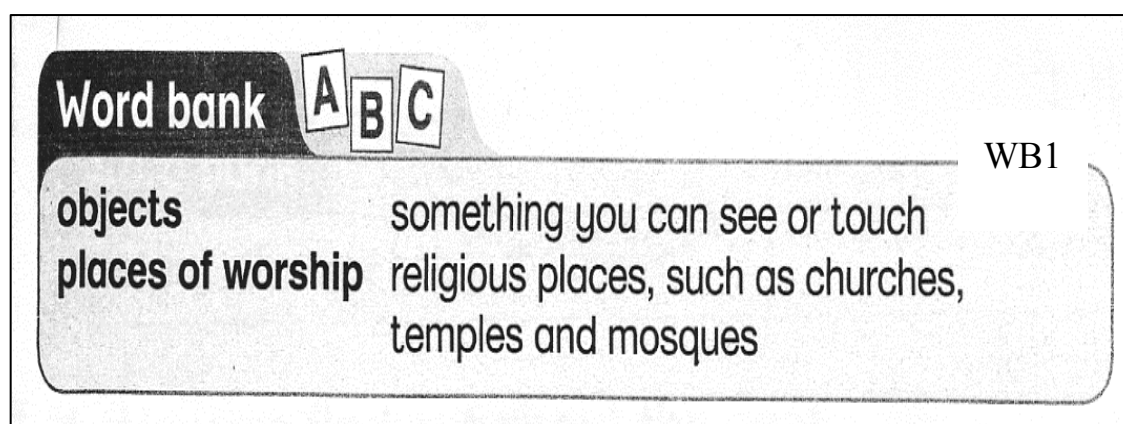 Word bank A B C
WB1
objects something you can see or touch
places of worship religious places, such as churches,
temples and mosques